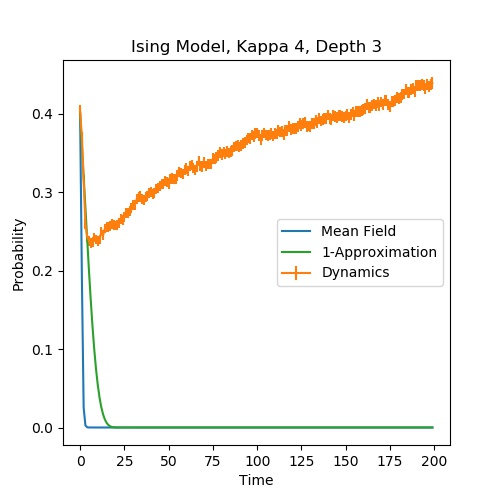 Ising Model, Kappa 4, Depth 3
Probability
0.4
0.3
0.2
0.1
0.0
Mean Field
1-Approximation
Dynamics
0 25 50 75 100 125 150 175 200
Time